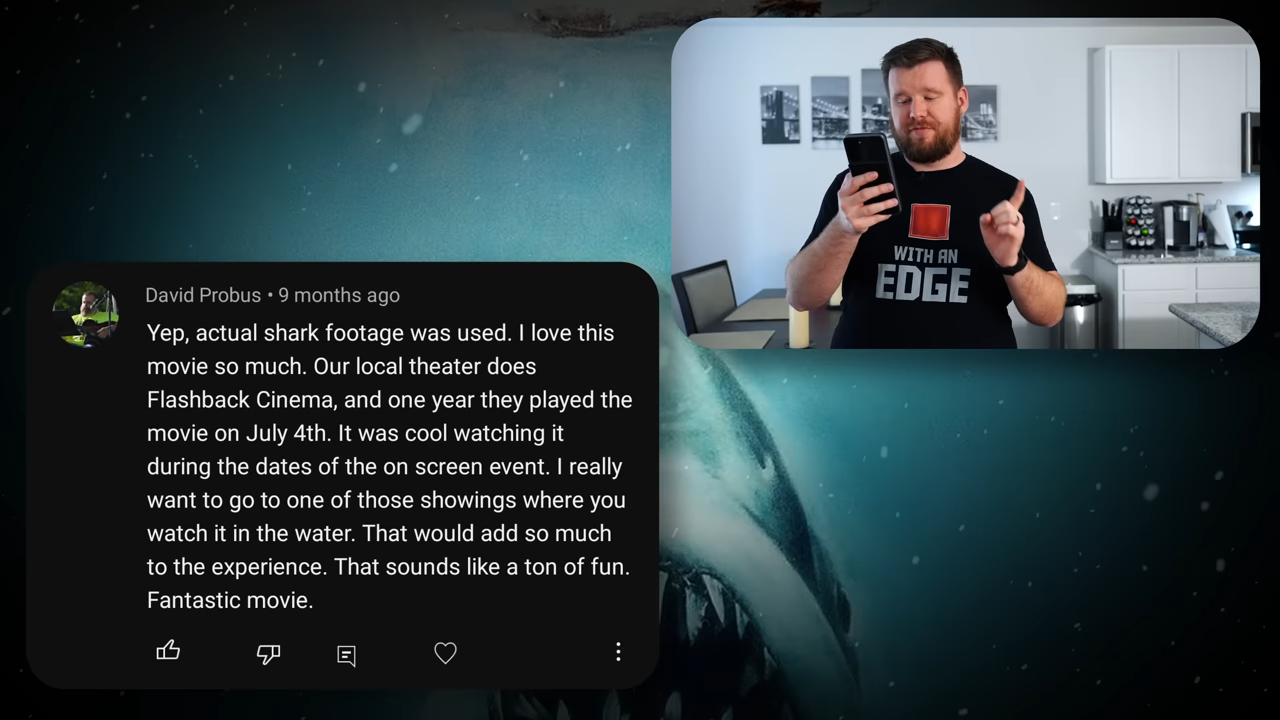 David Probus • 9 months ago
Yep, actual shark footage was used. I love this
movie so much. Our local theater does
Flashback Cinema, and one year they played the
movie on July 4th. It was cool watching it
during the dates of the on screen event. I really
want to go to one of those showings where you
watch it in the water. That would add so much
to the experience. That sounds like a ton of fun.
Fantastic movie.
WITH AN
EDGE